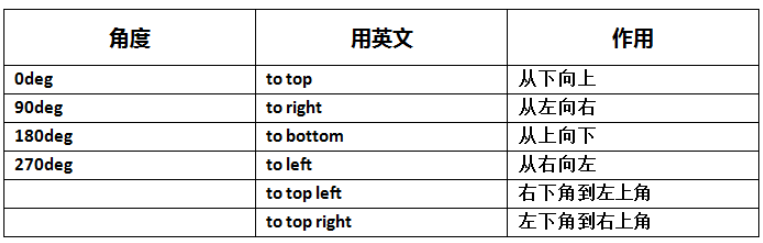 角度 用英文 作用
0deg to top 从下向上
90deg to right 从左向右
180deg to bottom 从上向下
270deg to left 从右向左
to top left 右下角到左上角
to top right 左下角到右上角